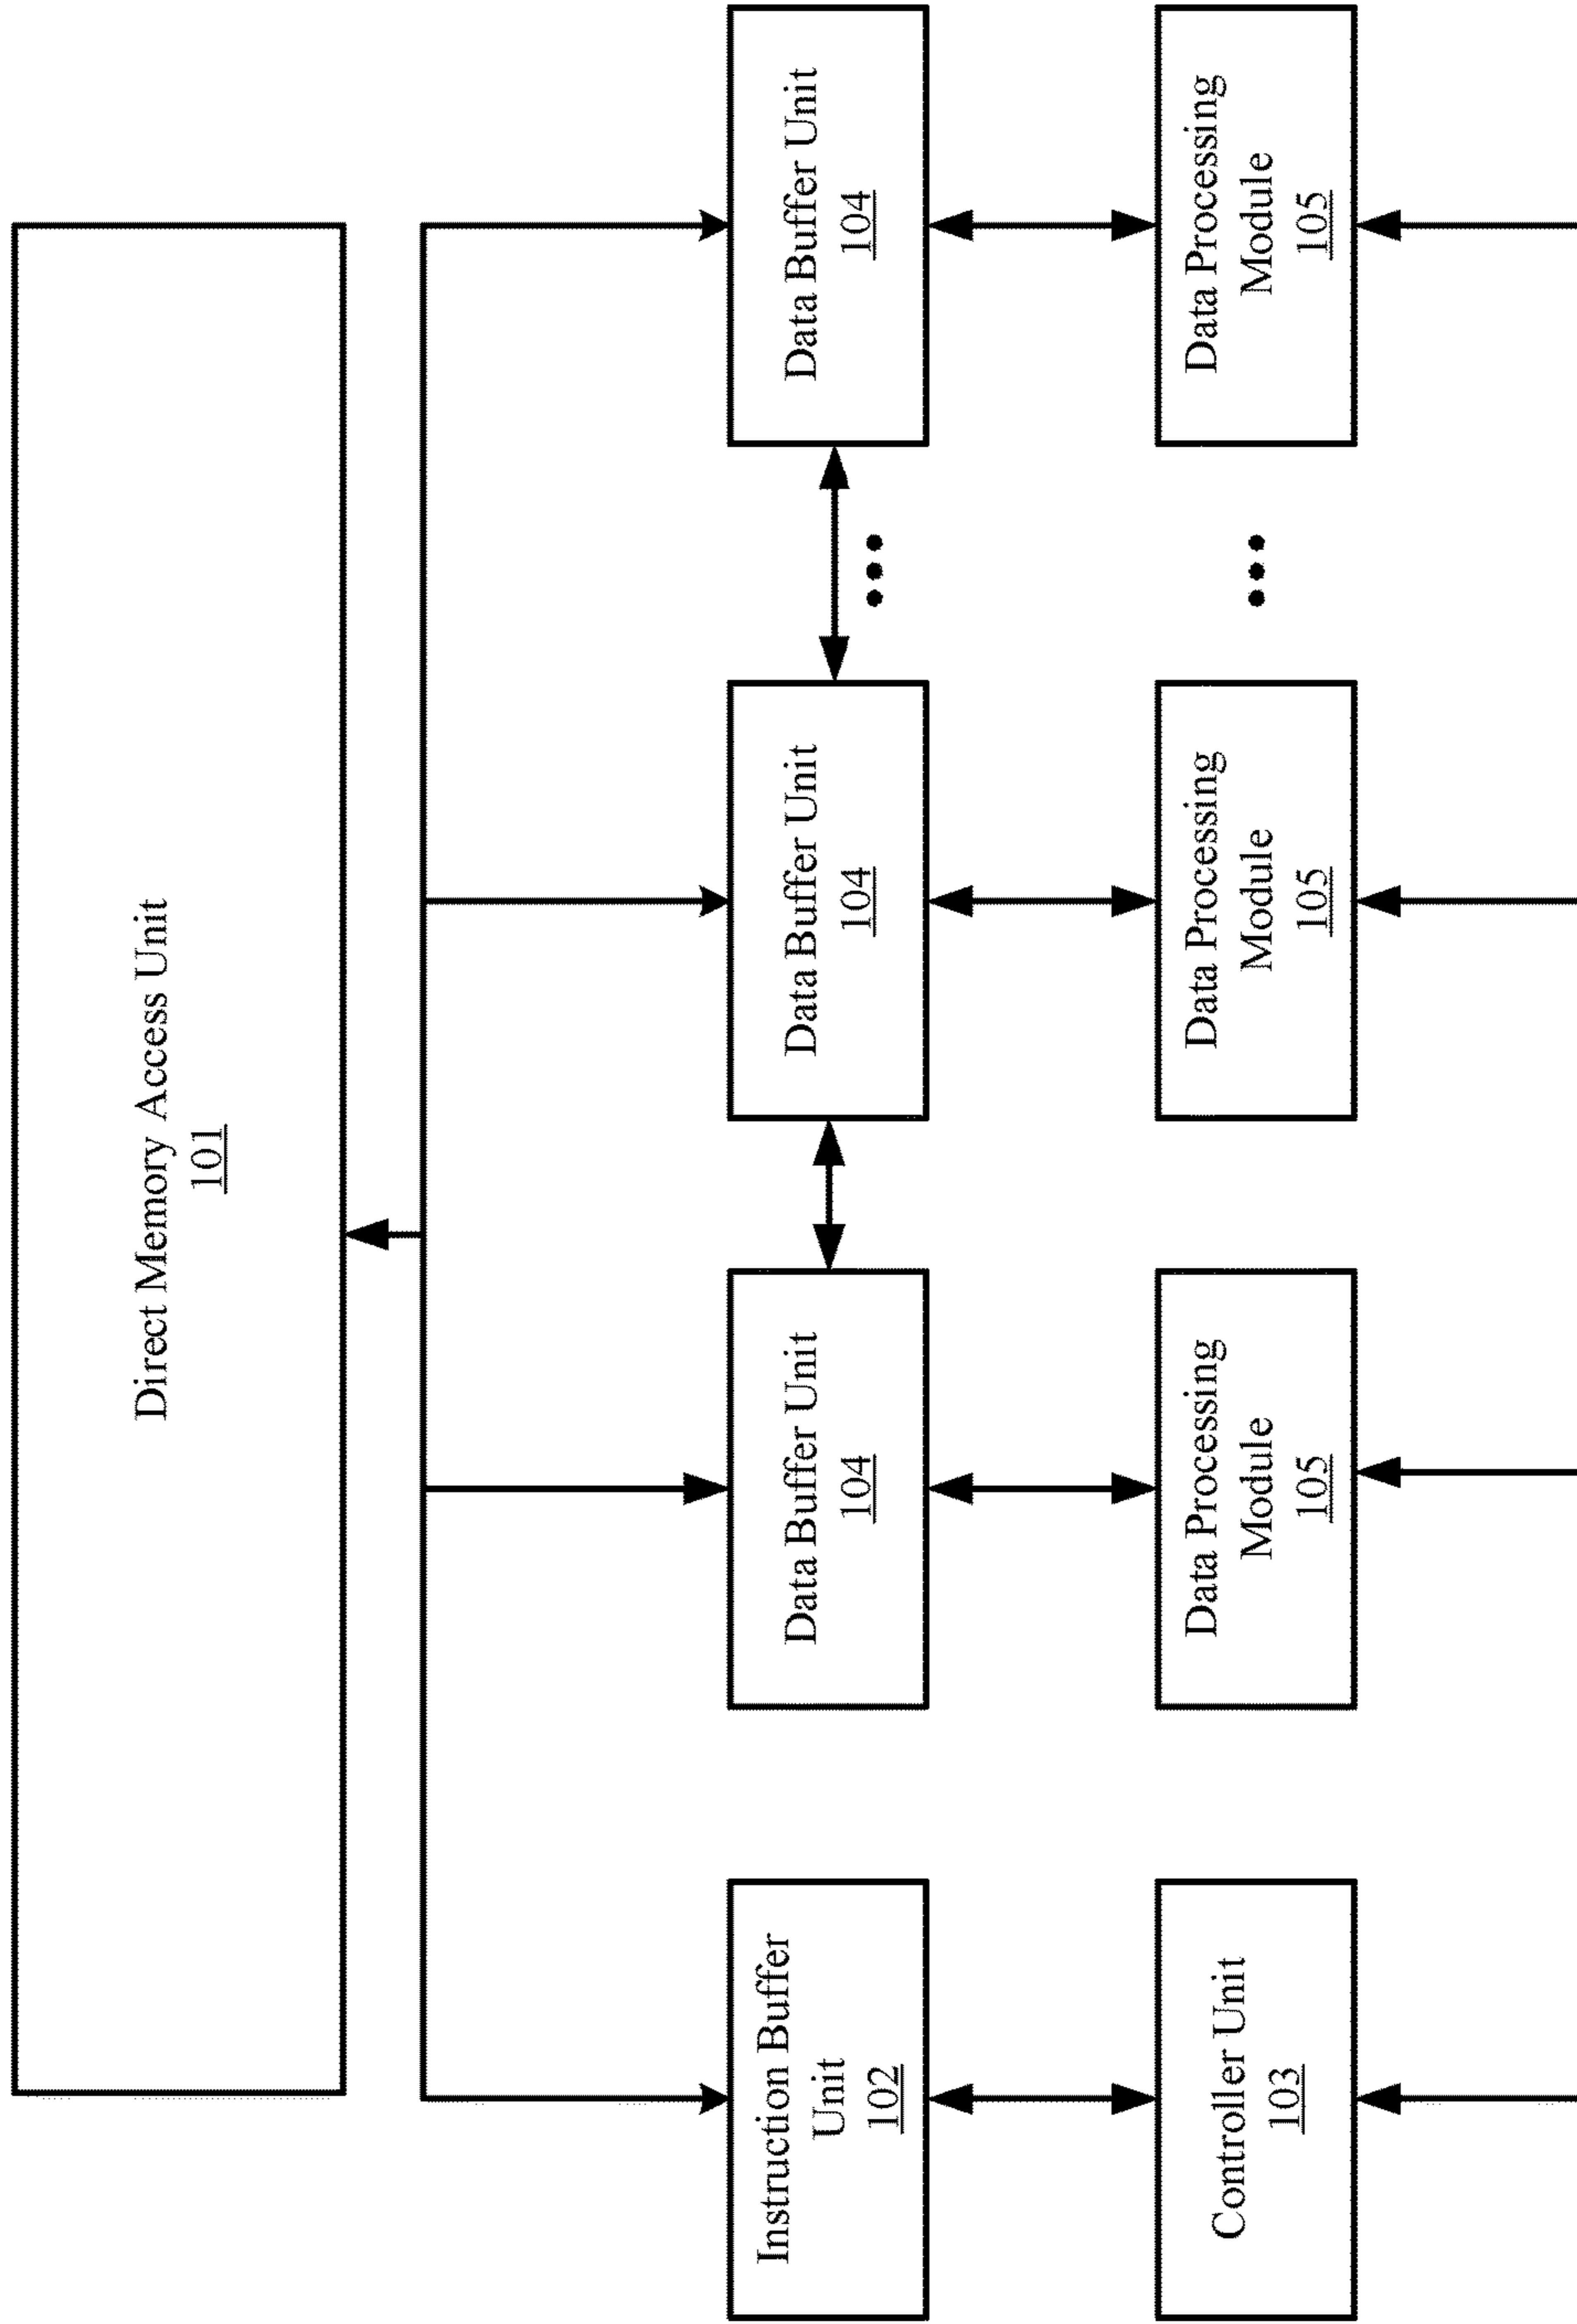 Direct Memory Access Unit
101
Instruction Buffer
Unit
102
Data Buffer Unit
104
Data Buffer Unit
104
Data Buffer Unit
104
Controller Unit
103
Data Processing
Module
105
Data Processing
Module
105
Data Processing
Module
105